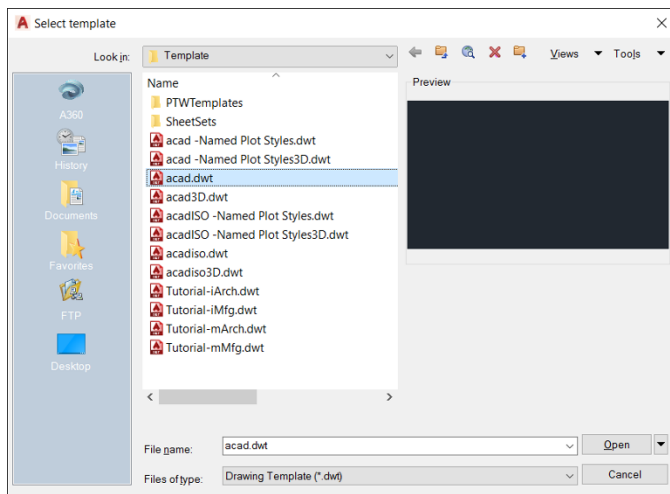 Select template
Look in:
Template
Views
Tools
A360
History
Documents
Favorites
FTP
Desktop
Name
PTWTemplates
SheetSets
acad -Named Plot Styles.dwt
acad -Named Plot Styles3D.dwt
acad.dwt
acad3D.dwt
acadISO -Named Plot Styles.dwt
acadISO -Named Plot Styles3D.dwt
acadiso.dwt
acadiso3D.dwt
Tutorial-iArch.dwt
Tutorial-iMfg.dwt
Tutorial-mArch.dwt
Tutorial-mMfg.dwt
Preview
File name:
acad.dwt
Open
Files of type:
Drawing Template (*.dwt)
Cancel